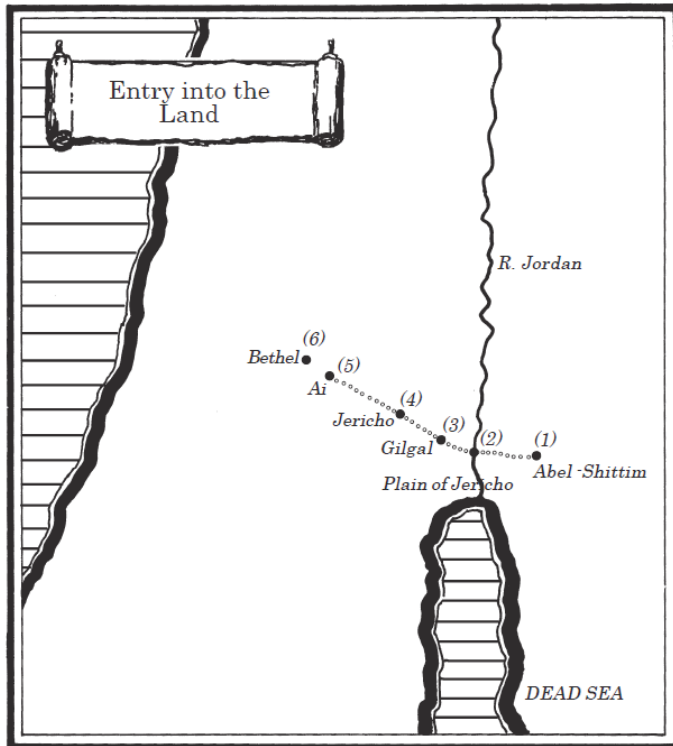 Entry into the
Land
R. Jordan
(6)
Bethel
(5)
Ai
(4)
Jericho
(3)
Gilgal
(2)
(1)
Abel -Shittim
Plain of Jericho
DEAD SEA